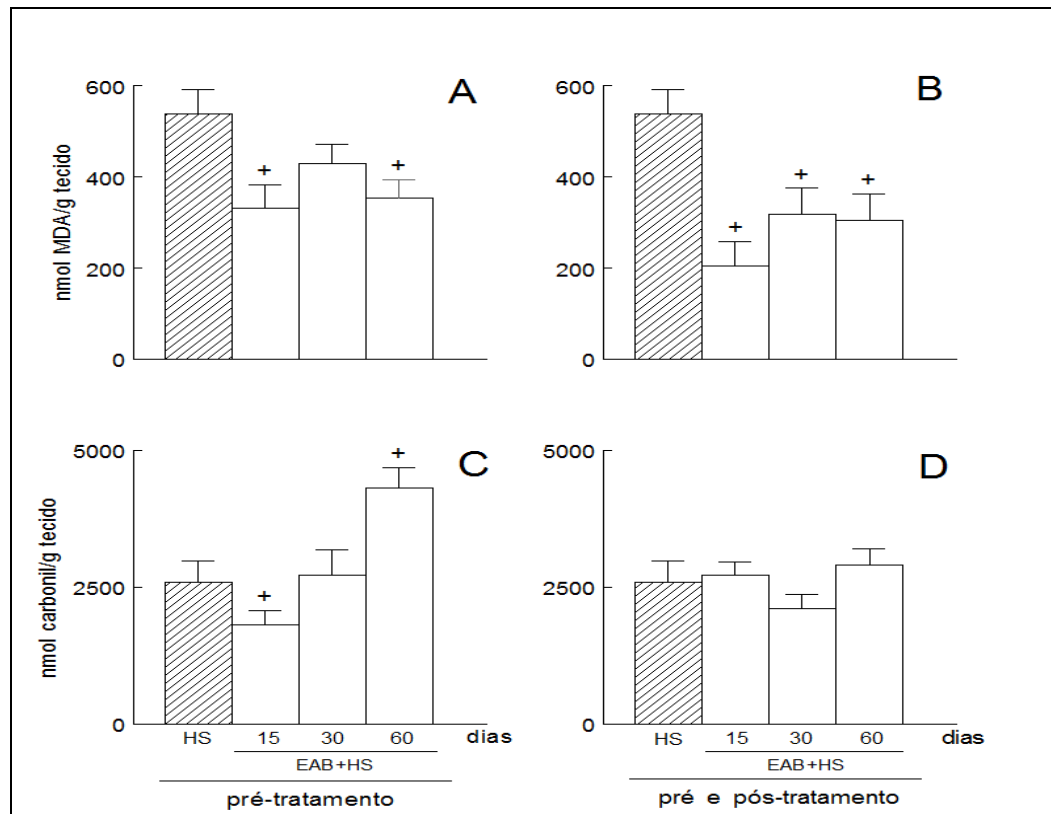 A
B
600
400
200
0
nmol MDA/g tecido
+
+
600
400
200
0
+
+
+
C
D
5000
2500
0
nmol carbonil/g tecido
+
+
5000
2500
0
HS 15 30 60 dias
EAB+HS
pré-tratamento
HS 15 30 60 dias
EAB+HS
pré e pós-tratamento